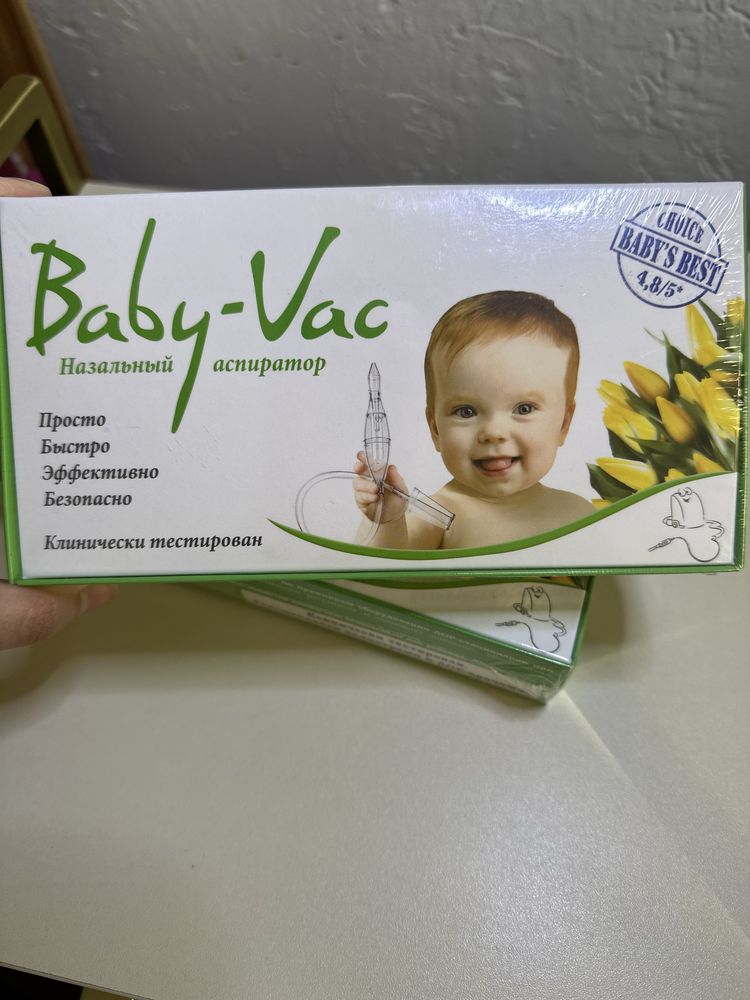 Baby-Vac
Назальный аспиратор
Просто
Быстро
Эффективно
Безопасно
Клинически тестирован
CHOICE
BABY'S BEST
4,8/5*